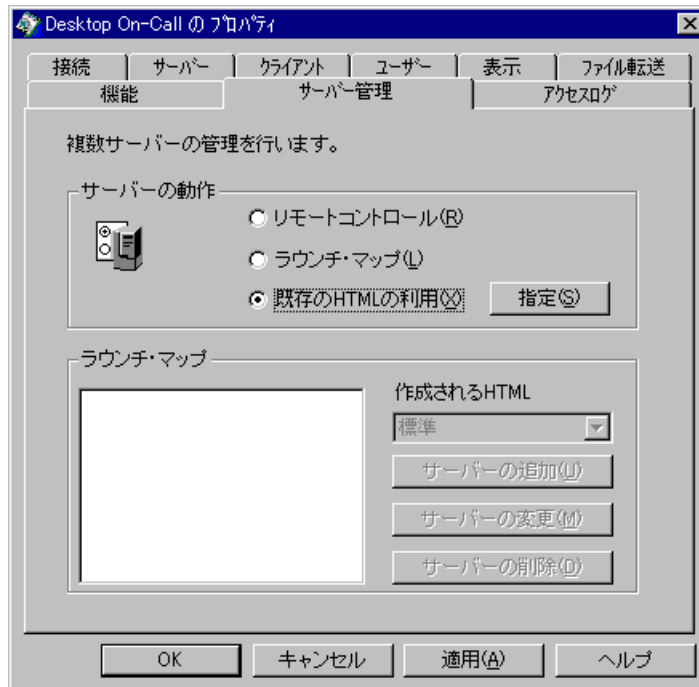 Desktop On-Call の プロパティ
接続 サーバー クライアント ユーザー 表示 ファイル転送
機能 サーバー管理 アクセスログ
複数サーバーの管理を行います。
サーバーの動作
リモートコントロール(R)
ラウンチ・マップ(L)
既存のHTMLの利用(X) 指定(S)
ラウンチ・マップ
作成されるHTML
標準
サーバーの追加(U)
サーバーの変更(M)
サーバーの削除(D)
OK キャンセル 適用(A) ヘルプ